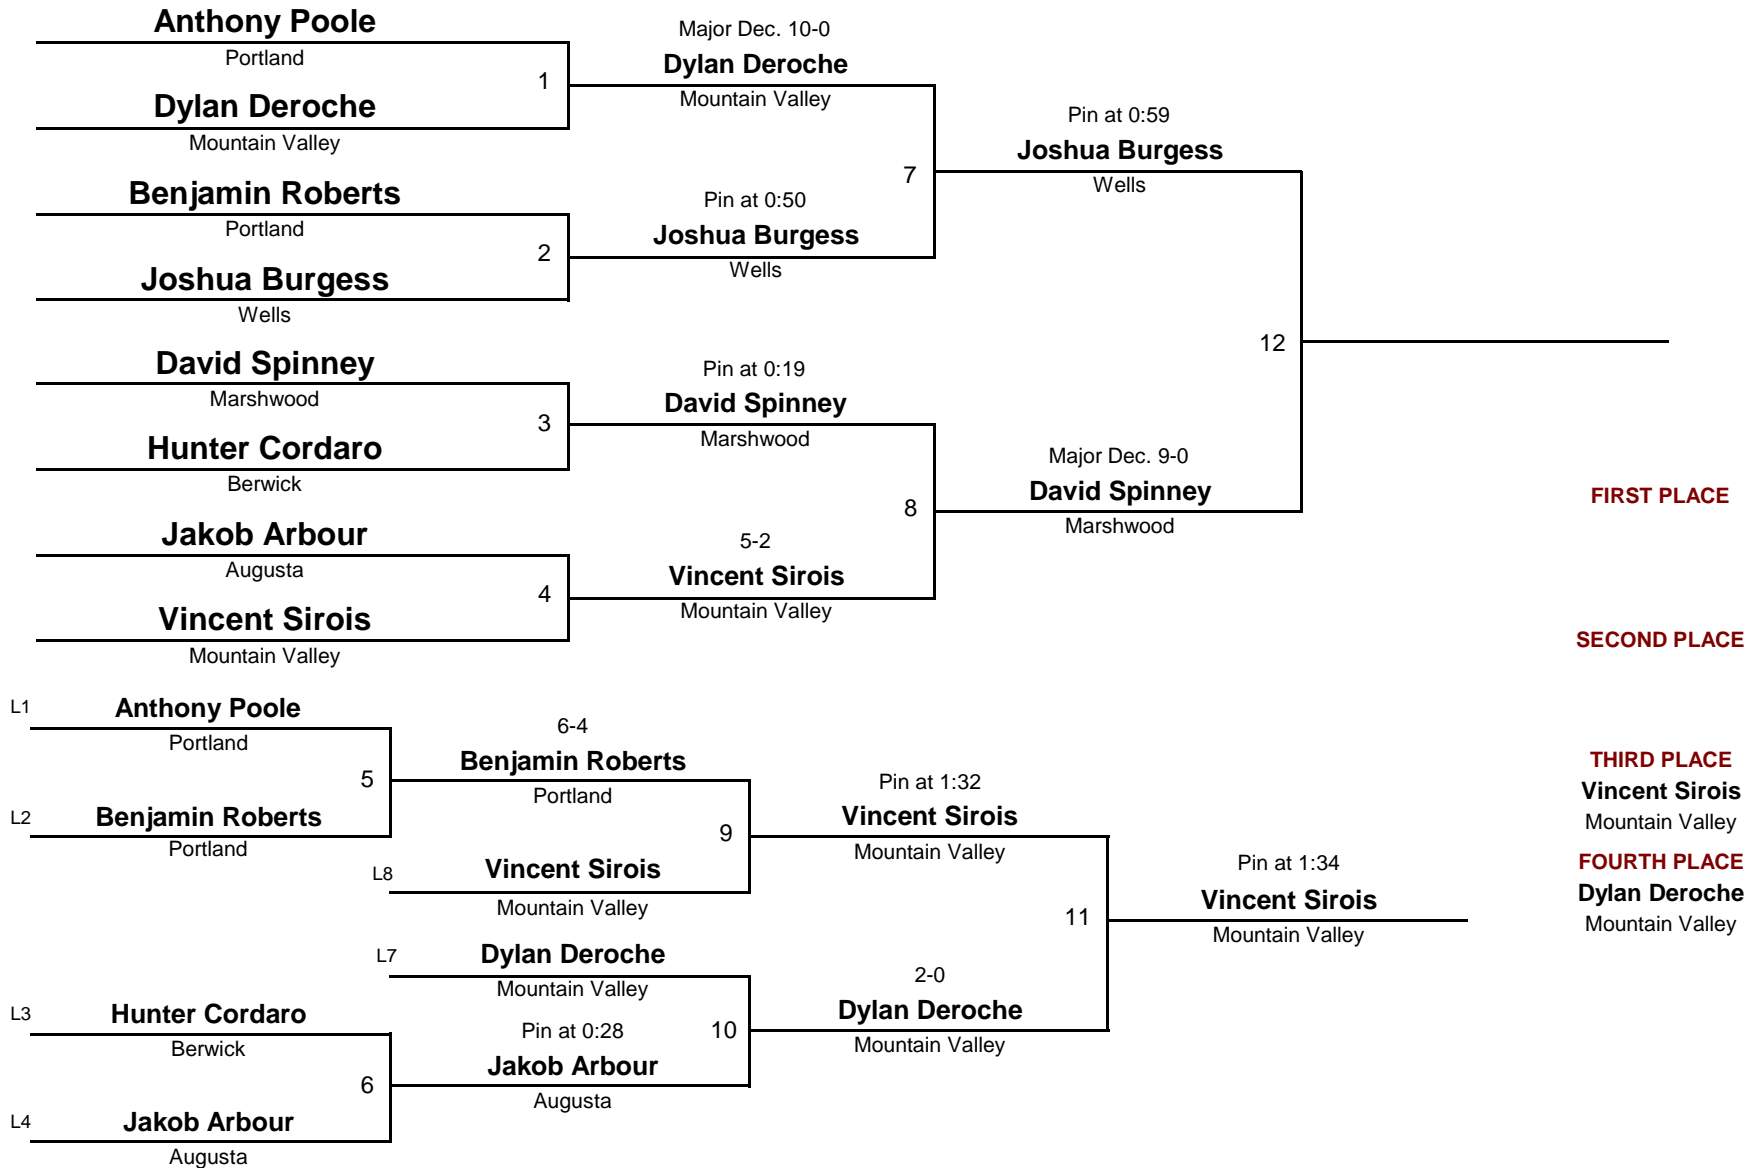 Anthony Poole
Portland
1
Dylan Deroche
Mountain Valley
Major Dec. 10-0
Dylan Deroche
Mountain Valley
Benjamin Roberts
Portland
2
Joshua Burgess
Wells
Pin at 0:50
Joshua Burgess
Wells
7
Pin at 0:59
Joshua Burgess
Wells
David Spinney
Marshwood
3
Hunter Cordaro
Berwick
Pin at 0:19
David Spinney
Marshwood
Jakob Arbour
Augusta
4
Vincent Sirois
Mountain Valley
5-2
Vincent Sirois
Mountain Valley
8
Major Dec. 9-0
David Spinney
Marshwood
12
FIRST PLACE
SECOND PLACE
L1
Anthony Poole
Portland
5
L2
Benjamin Roberts
Portland
6-4
Benjamin Roberts
Portland
9
L8
Vincent Sirois
Mountain Valley
Pin at 1:32
Vincent Sirois
Mountain Valley
L7
Dylan Deroche
Mountain Valley
L3
Hunter Cordaro
Berwick
6
L4
Jakob Arbour
Augusta
Pin at 0:28
Jakob Arbour
Augusta
10
2-0
Dylan Deroche
Mountain Valley
11
Pin at 1:34
Vincent Sirois
Mountain Valley
THIRD PLACE
Vincent Sirois
Mountain Valley
FOURTH PLACE
Dylan Deroche
Mountain Valley